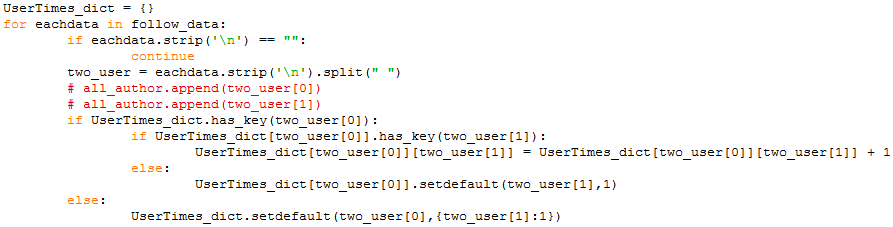 UserTimes_dict = {}
for eachdata in follow_data:
        if eachdata.strip('\n') == "":
                continue
        two_user = eachdata.strip('\n').split(" ")
        # all_author.append(two_user[0])
        # all_author.append(two_user[1])
        if UserTimes_dict.has_key(two_user[0]):
                if UserTimes_dict[two_user[0]].has_key(two_user[1]):
                        UserTimes_dict[two_user[0]][two_user[1]] = UserTimes_dict[two_user[0]][two_user[1]] + 1
                else:
                        UserTimes_dict[two_user[0]].setdefault(two_user[1],1)
        else:
                UserTimes_dict.setdefault(two_user[0],{two_user[1]:1})